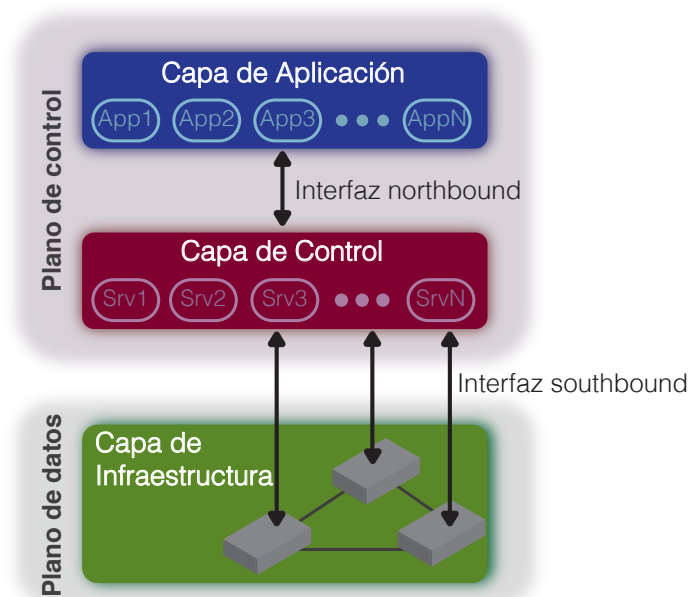 Plano de control
Capa de Aplicación
App1 App2 App3 AppN
Interfaz northbound
Capa de Control
Srv1 Srv2 Srv3 SrvN
Interfaz southbound
Plano de datos
Capa de
Infraestructura